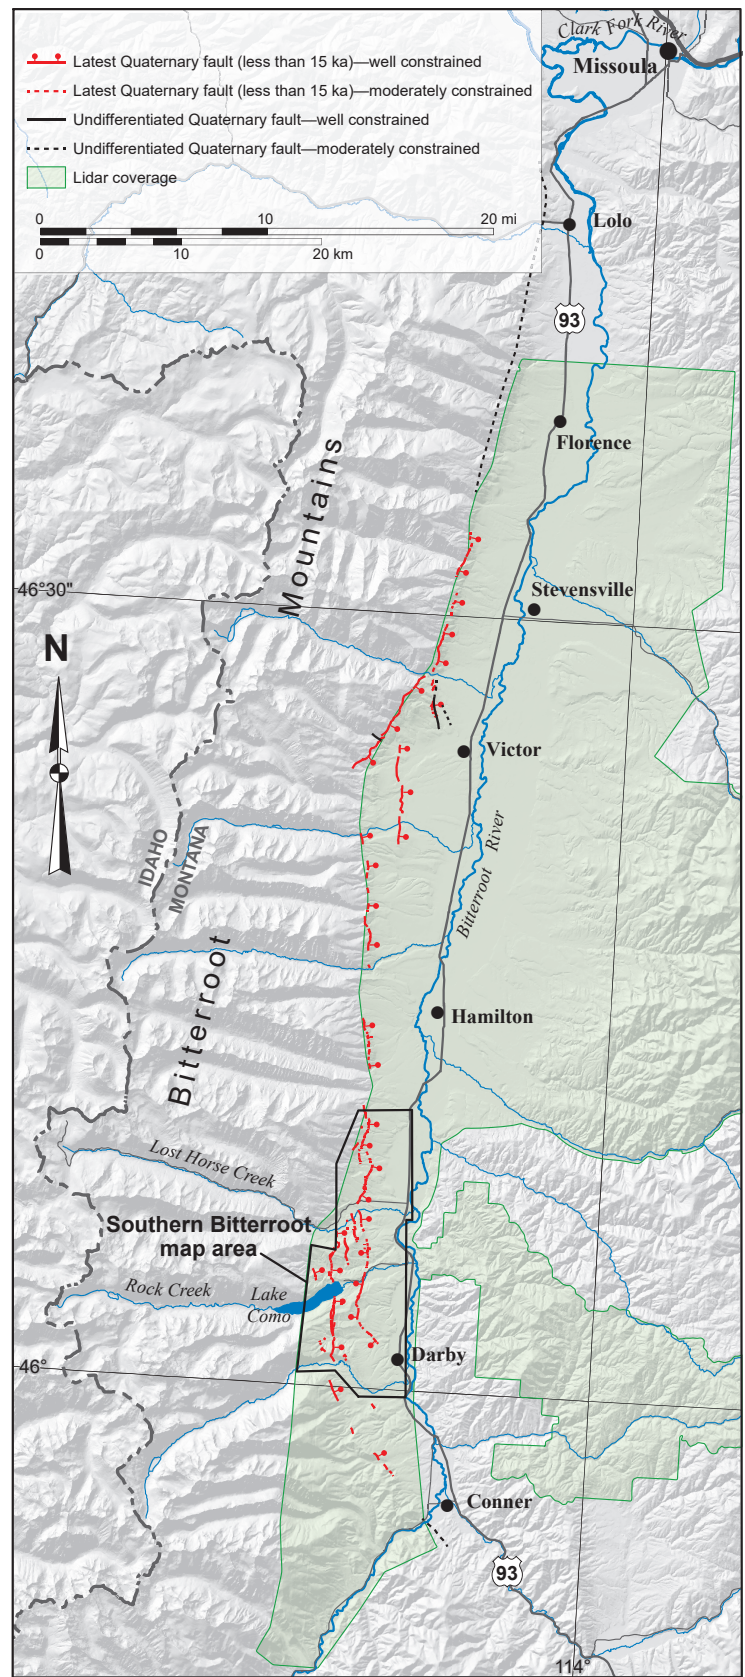 Clark Fork River
Missoula
Latest Quaternary fault (less than 15 ka)—well constrained
Latest Quaternary fault (less than 15 ka)—moderately constrained
Undifferentiated Quaternary fault—well constrained
Undifferentiated Quaternary fault—moderately constrained
Lidar coverage
0 10 20 mi
0 10 20 km
Lolo
93
Florence
Mountains
46°30"
Stevensville
N
Victor
IDAHO
MONTANA
Bitterroot River
Bitterroot
Hamilton
Lost Horse Creek
Southern Bitterroot
map area
Rock Creek
Lake
Como
Darby
46°
Conner
93
114°